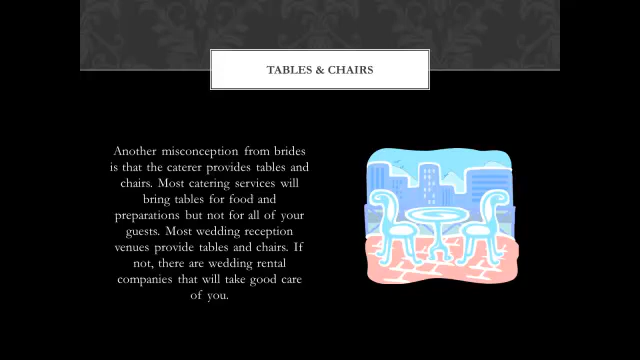 TABLES & CHAIRS
Another misconception from brides
is that the caterer provides tables and
chairs. Most catering services will
bring tables for food and
preparations but not for all of your
guests. Most wedding reception
venues provide tables and chairs. If
not, there are wedding rental
companies that will take good care
of you.